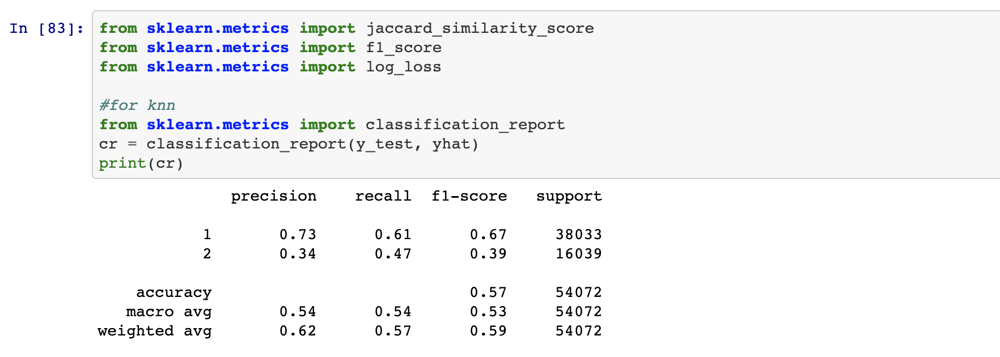 In [83]: from sklearn.metrics import jaccard_similarity_score
from sklearn.metrics import f1_score
from sklearn.metrics import log_loss
#for knn
from sklearn.metrics import classification_report
cr = classification_report(y_test, yhat)
print(cr)
precision recall f1-score support
1 0.73 0.61 0.67 38033
2 0.34 0.47 0.39 16039
accuracy 0.57 54072
macro avg 0.54 0.54 0.53 54072
weighted avg 0.62 0.57 0.59 54072